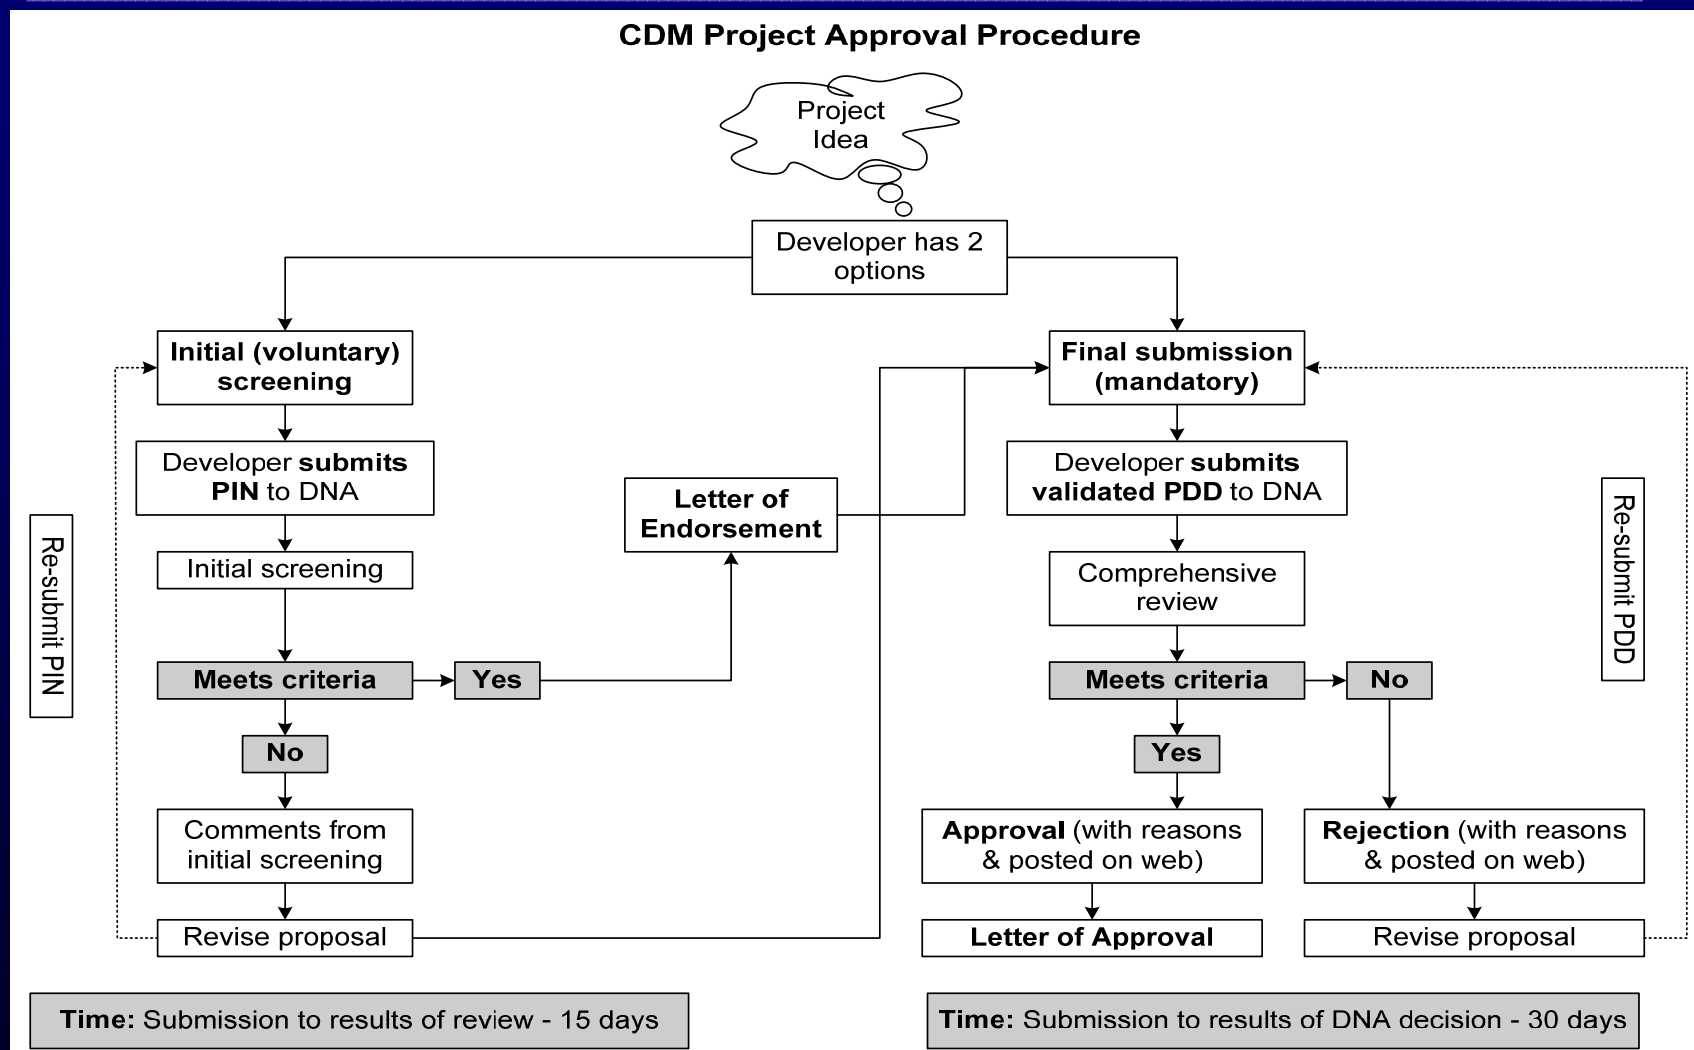 CDM Project Approval Procedure
Project
Idea
Developer has 2
options
Initial (voluntary)
screening
Developer submits
PIN to DNA
Initial screening
Meets criteria
Yes
No
Comments from
initial screening
Revise proposal
Re-submit PIN
Letter of
Endorsement
Final submission
(mandatory)
Developer submits
validated PDD to DNA
Comprehensive
review
Meets criteria
No
Yes
Approval (with reasons
& posted on web)
Letter of Approval
Rejection (with reasons
& posted on web)
Revise proposal
Re-submit PDD
Time: Submission to results of review - 15 days
Time: Submission to results of DNA decision - 30 days